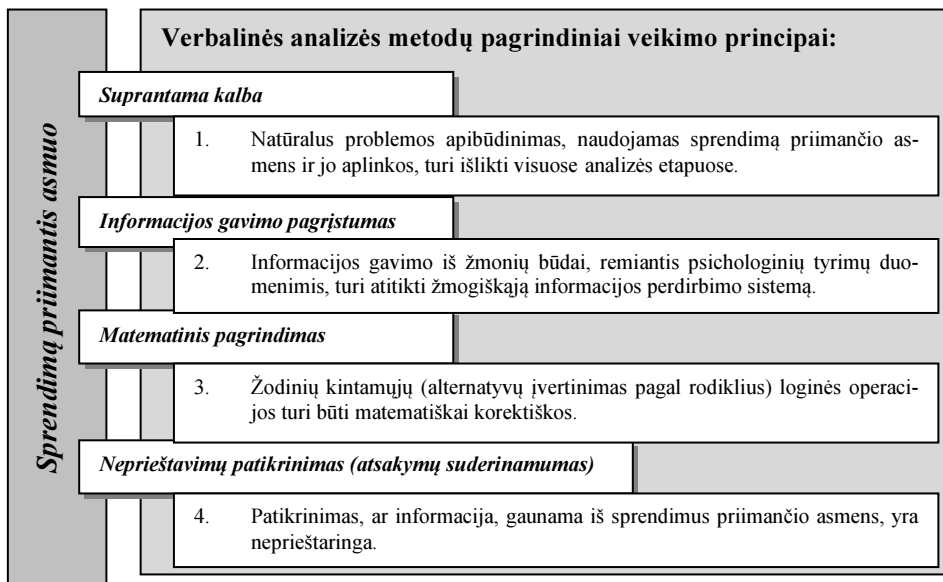 Sprendimą priimantis asmuo
Verbalinės analizės metodų pagrindiniai veikimo principai:
Suprantama kalba
1. Natūralus problemos apibūdinimas, naudojamas sprendimą priimančio as-
mens ir jo aplinkos, turi išlikti visuose analizės etapuose.
Informacijos gavimo pagrįstumas
2. Informacijos gavimo iš žmonių būdai, remiantis psichologinių tyrimų duo-
menimis, turi atitikti žmogiškąją informacijos perdirbimo sistemą.
Matematinis pagrindimas
3. Žodinių kintamųjų (alternatyvų įvertinimas pagal rodiklius) loginės operaci-
jos turi būti matematiškai korektiškos.
Neprieštavimų patikrinimas (atsakymų suderinamumas)
4. Patikrinimas, ar informacija, gaunama iš sprendimus priimančio asmens, yra
neprieštaringa.